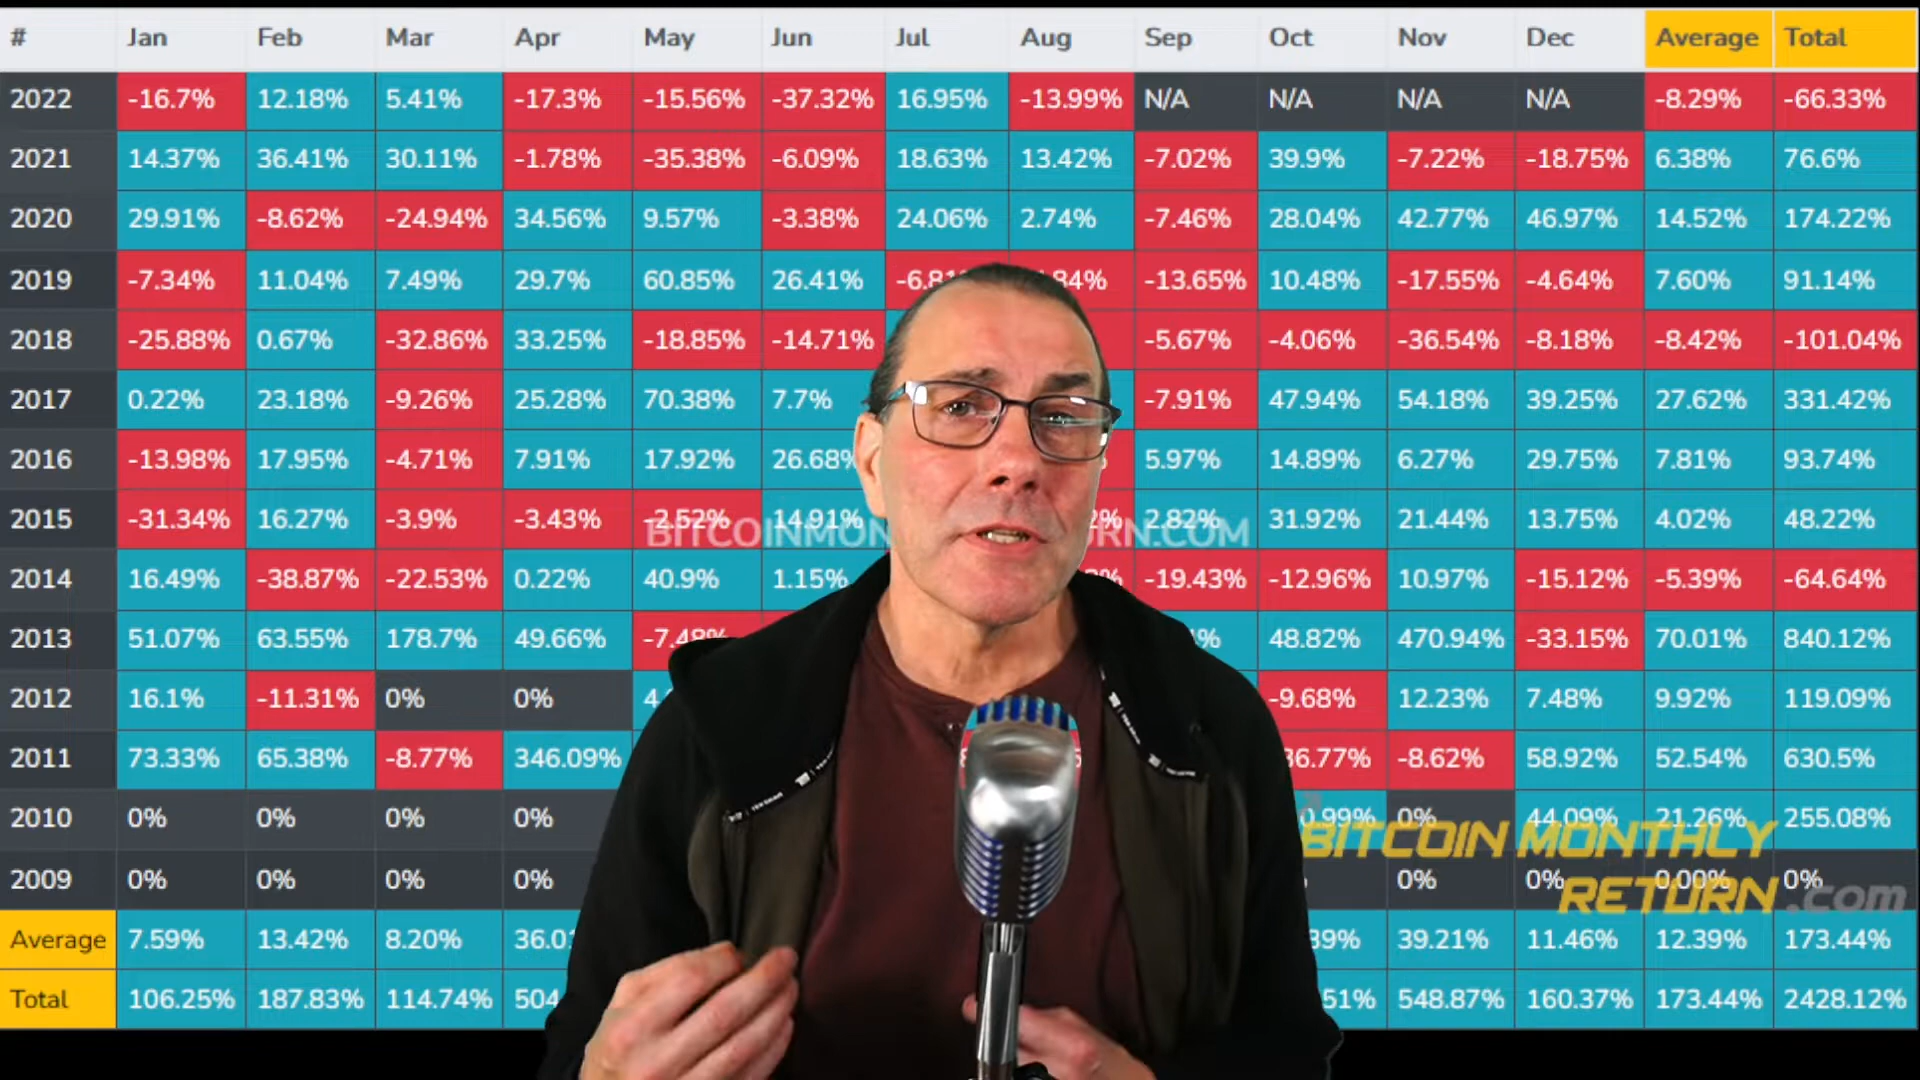 # Jan Feb Mar Apr May Jun Jul Aug Sep Oct Nov Dec Average Total
2022 -16.7% 12.18% 5.41% -17.3% -15.56% -37.32% 16.95% -13.99% N/A N/A N/A N/A -8.29% -66.33%
2021 14.37% 36.41% 30.11% -1.78% -35.38% -6.09% 18.63% 13.42% -7.02% 39.9% -7.22% -18.75% 6.38% 76.6%
2020 29.91% -8.62% -24.94% 34.56% 9.57% -3.38% 24.06% 2.74% -7.46% 28.04% 42.77% 46.97% 14.52% 174.22%
2019 -7.34% 11.04% 7.49% 29.7% 60.85% 26.41% -13.65% 10.48% -17.55% -4.64% 7.60% 91.14%
2018 -25.88% 0.67% -32.86% 33.25% -18.85% -14.71% -5.67% -4.06% -36.54% -8.18% -8.42% -101.04%
2017 0.22% 23.18% -9.26% 25.28% 70.38% 7.7% -7.91% 47.94% 54.18% 39.25% 27.62% 331.42%
2016 -13.98% 17.95% -4.71% 7.91% 17.92% 26.68% 5.97% 14.89% 6.27% 29.75% 7.81% 93.74%
2015 -31.34% 16.27% -3.9% -3.43% -2.52% 14.91% 2.82% 31.92% 21.44% 13.75% 4.02% 48.22%
2014 16.49% -38.87% -22.53% 0.22% 40.9% 1.15% -19.43% -12.96% 10.97% -15.12% -5.39% -64.64%
2013 51.07% 63.55% 178.7% 49.66% -7.48% 48.82% 470.94% -33.15% 70.01% 840.12%
2012 16.1% -11.31% 0% 0% -9.68% 12.23% 7.48% 9.92% 119.09%
2011 73.33% 65.38% -8.77% 346.09% -8.62% 58.92% 52.54% 630.5%
2010 0% 0% 0% 0% 0% 44.09% 21.26% 255.08%
BITCOIN MONTHLY
2009 0% 0% 0% 0% 0% 0% 0.00% 0%
RETURN.com
Average 7.59% 13.42% 8.20% 39.21% 11.46% 12.39% 173.44%
Total 106.25% 187.83% 114.74% 548.87% 160.37% 173.44% 2428.12%